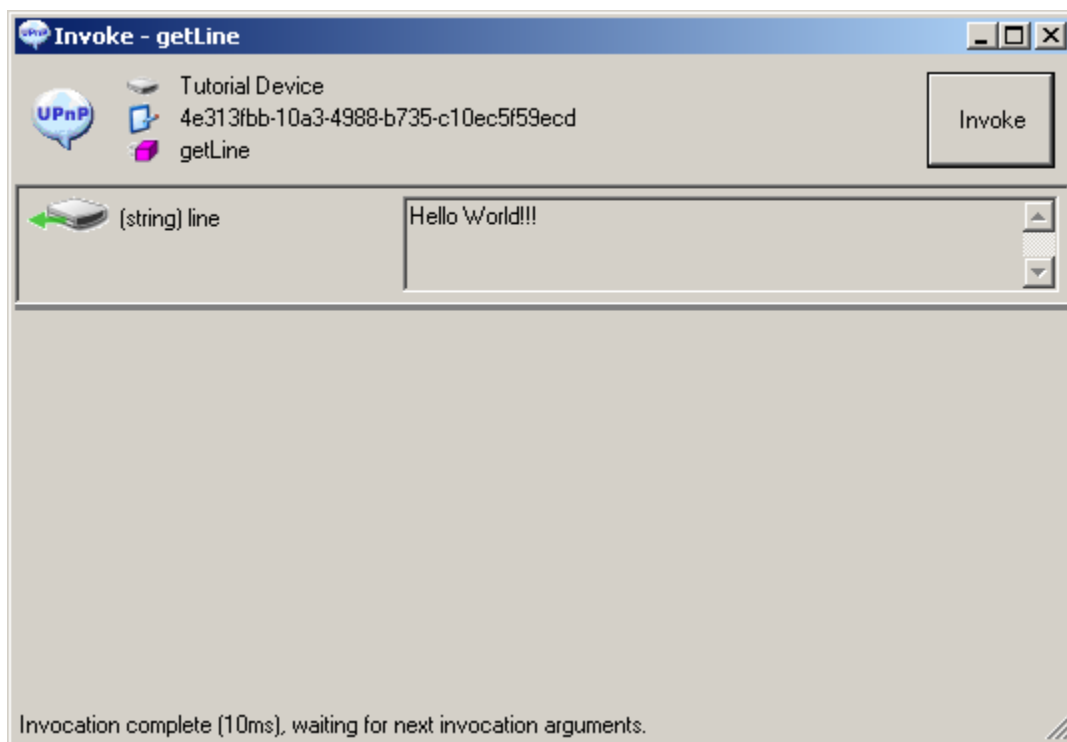 Invoke - getLine
UPnP
Tutorial Device
4e313fbb-10a3-4988-b735-c10ec5f59ecd
getLine
Invoke
(string) line
Hello World!!!
Invocation complete (10ms), waiting for next invocation arguments.